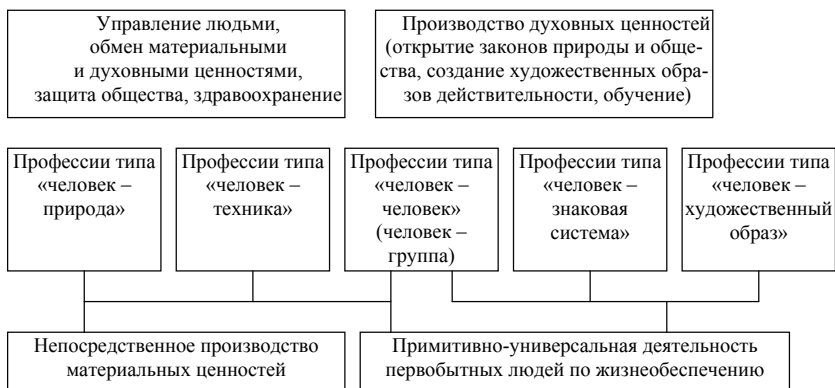 Управление людьми,
обмен материальными
и духовными ценностями,
защита общества, здравоохранение
Производство духовных ценностей
(открытие законов природы и обще-
ства, создание художественных обра-
зов действительности, обучение)
Профессии типа
«человек –
природа»
Профессии типа
«человек –
техника»
Профессии типа
«человек –
человек»
(человек –
группа)
Профессии типа
«человек –
знаковая
система»
Профессии типа
«человек –
художественный
образ»
Непосредственное производство
материальных ценностей
Примитивно-универсальная деятельность
первобытных людей по жизнеобеспечению